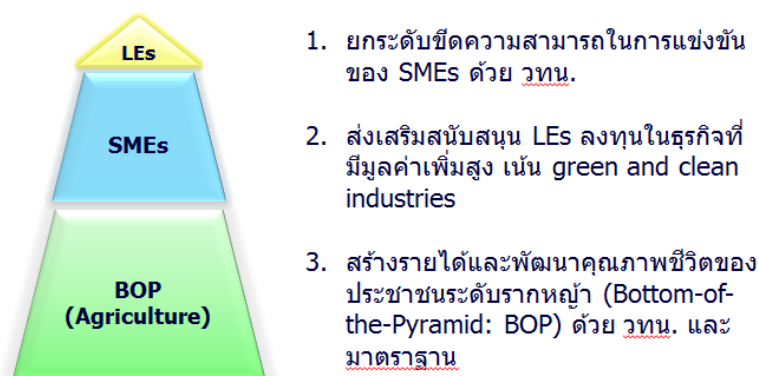 LEs
SMEs
BOP
(Agriculture)
1. ยกระดับขีดความสามารถในการแข่งขัน
ของ SMEs ด้วย วทน.
2. ส่งเสริมสนับสนุน LEs ลงทุนในธุรกิจที่
มีมูลค่าเพิ่มสูง เน้น green and clean
industries
3. สร้างรายได้และพัฒนาคุณภาพชีวิตของ
ประชาชนระดับรากหญ้า (Bottom-of-
the-Pyramid: BOP) ด้วย วทน. และ
มาตราฐาน